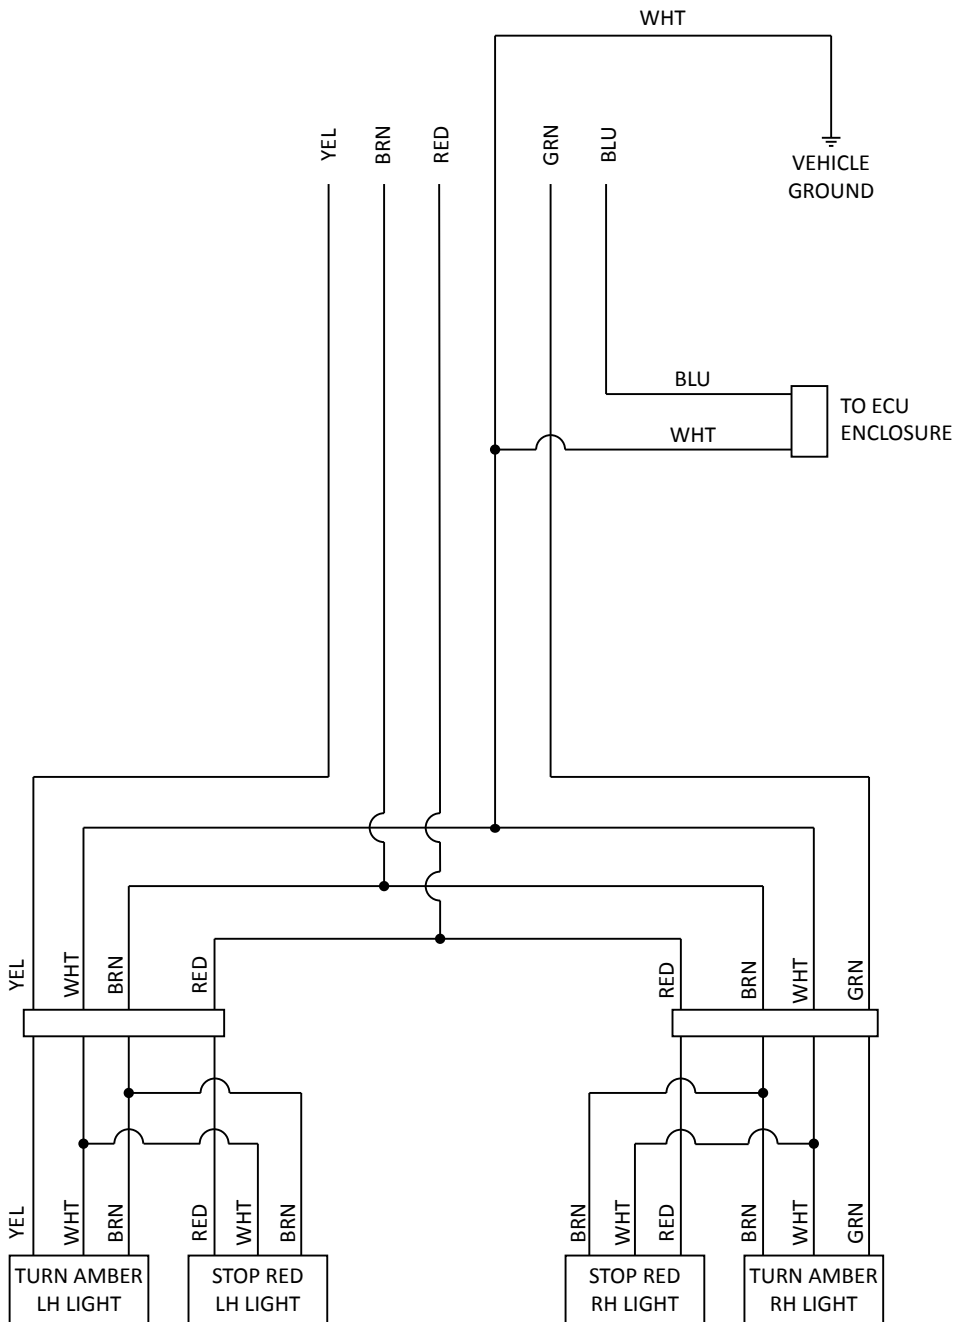 WHT
YEL
BRN
RED
GRN
BLU
VEHICLE
GROUND
BLU
TO ECU
ENCLOSURE
WHT
YEL
WHT
BRN
RED
RED
BRN
WHT
GRN
YEL
WHT
BRN
RED
WHT
BRN
BRN
WHT
RED
BRN
WHT
GRN
TURN AMBER
LH LIGHT
STOP RED
LH LIGHT
STOP RED
RH LIGHT
TURN AMBER
RH LIGHT